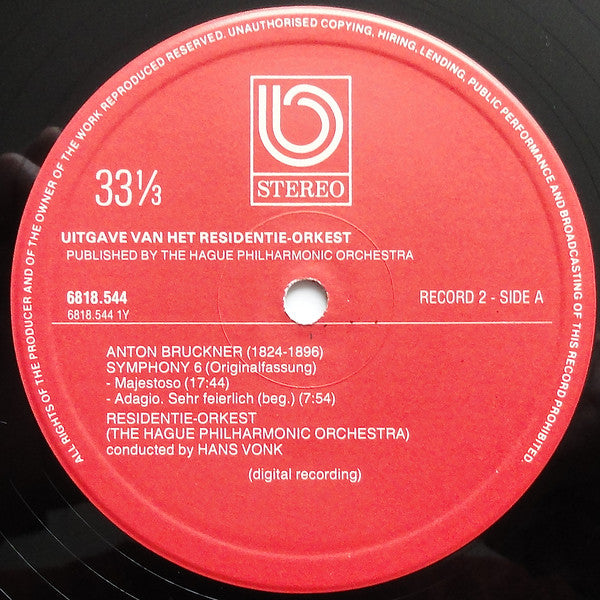 ALL RIGHTS OF THE PRODUCER AND OF THE OWNER OF THE WORK REPRODUCED RESERVED. UNAUTHORISED COPYING, HIRING, LENDING, PUBLIC PERFORMANCE AND BROADCASTING OF THIS RECORD PROHIBITED.
STEREO
33⅓
UITGAVE VAN HET RESIDENTIE-ORKEST
PUBLISHED BY THE HAGUE PHILHARMONIC ORCHESTRA
6818.544
6818.544 1Y
RECORD 2 - SIDE A
ANTON BRUCKNER (1824-1896)
SYMPHONY 6 (Originalfassung)
- Majestoso (17:44)
- Adagio. Sehr feierlich (beg.) (7:54)
RESIDENTIE-ORKEST
(THE HAGUE PHILHARMONIC ORCHESTRA)
conducted by HANS VONK
(digital recording)